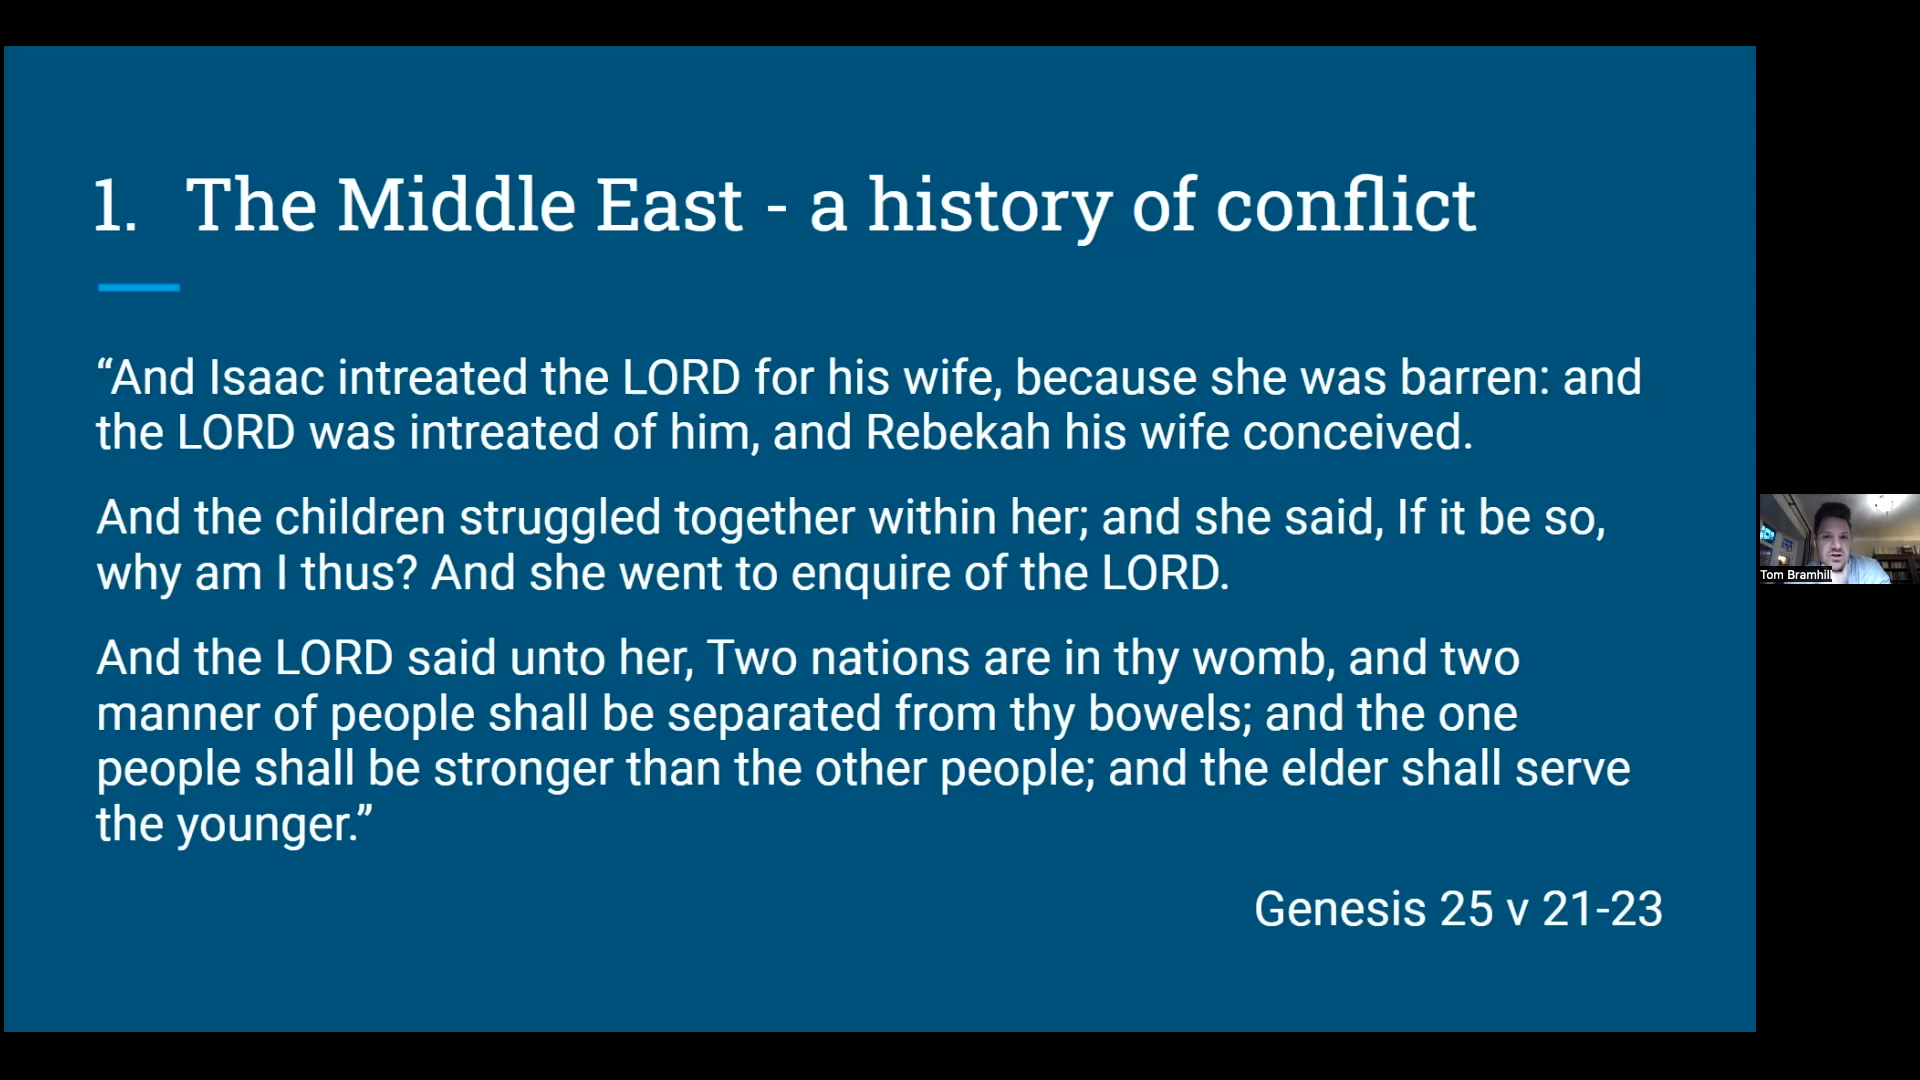 1. The Middle East - a history of conflict
“And Isaac intreated the LORD for his wife, because she was barren: and
the LORD was intreated of him, and Rebekah his wife conceived.
And the children struggled together within her; and she said, If it be so,
why am I thus? And she went to enquire of the LORD.
And the LORD said unto her, Two nations are in thy womb, and two
manner of people shall be separated from thy bowels; and the one
people shall be stronger than the other people; and the elder shall serve
the younger.”
Genesis 25 v 21-23
Tom Bramhill